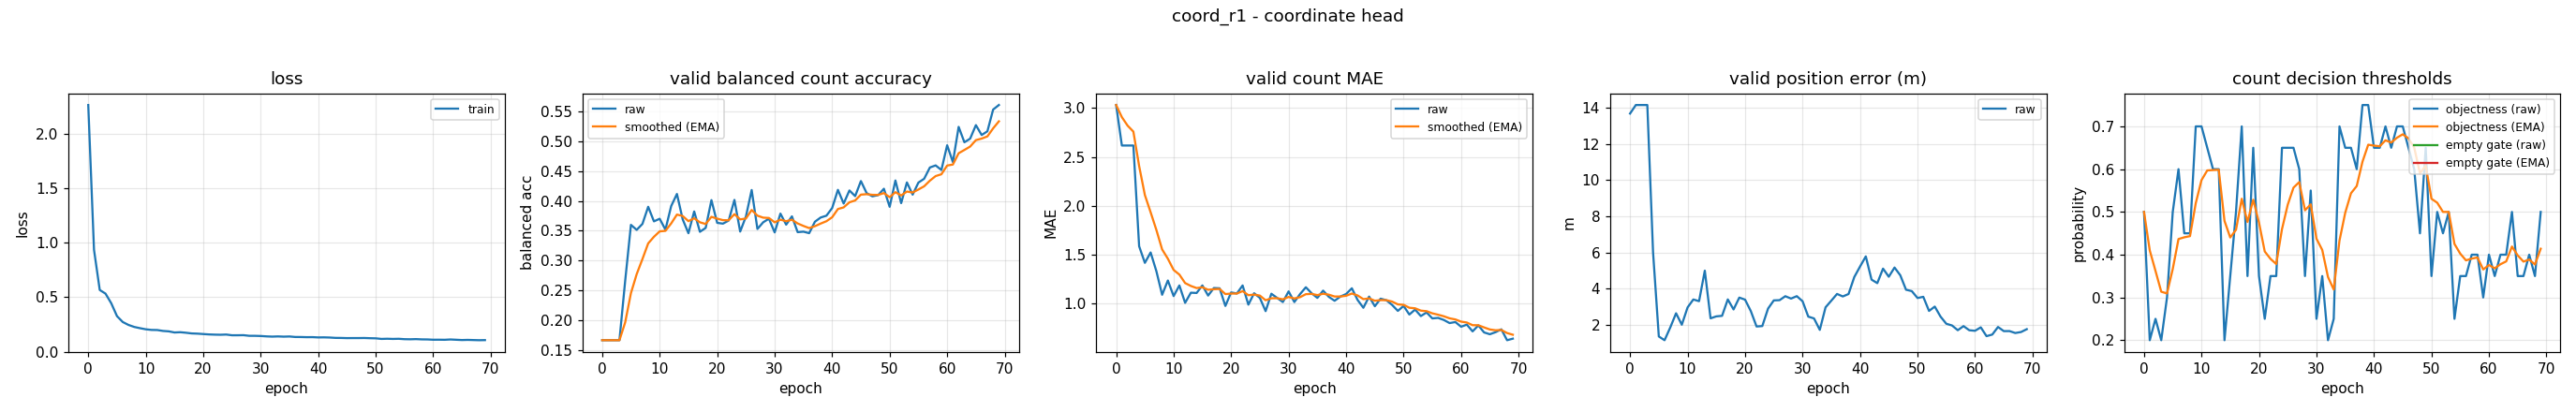 coord_r1 - coordinate head
loss
2.0
1.5
1.0
0.5
0.0
loss
0 10 20 30 40 50 60 70
epoch
train
valid balanced count accuracy
0.55
0.50
0.45
0.40
0.35
0.30
0.25
0.20
0.15
balanced acc
0 10 20 30 40 50 60 70
epoch
raw
smoothed (EMA)
valid count MAE
3.0
2.5
2.0
1.5
1.0
MAE
0 10 20 30 40 50 60 70
epoch
raw
smoothed (EMA)
valid position error (m)
14
12
10
8
6
4
2
m
0 10 20 30 40 50 60 70
epoch
raw
count decision thresholds
0.7
0.6
0.5
0.4
0.3
0.2
probability
0 10 20 30 40 50 60 70
epoch
objectness (raw)
objectness (EMA)
empty gate (raw)
empty gate (EMA)